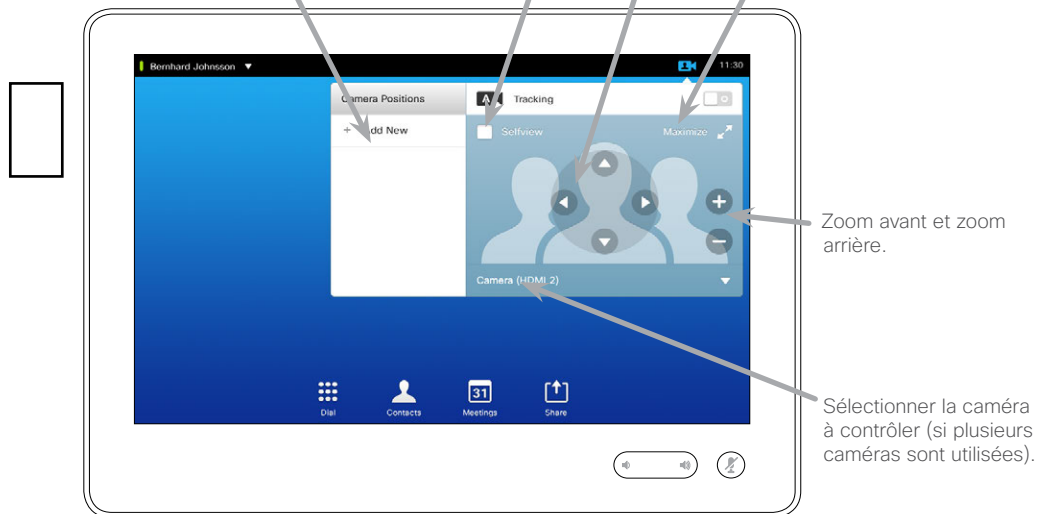 Bernhard Johnsson
11:30
Camera Positions
Tracking
+ Add New
Selfview
Maximize
Camera (HDMI 2)
31
Dial
Contacts
Meetings
Share
Zoom avant et zoom
arrière.
Sélectionner la caméra
à contrôler (si plusieurs
caméras sont utilisées).